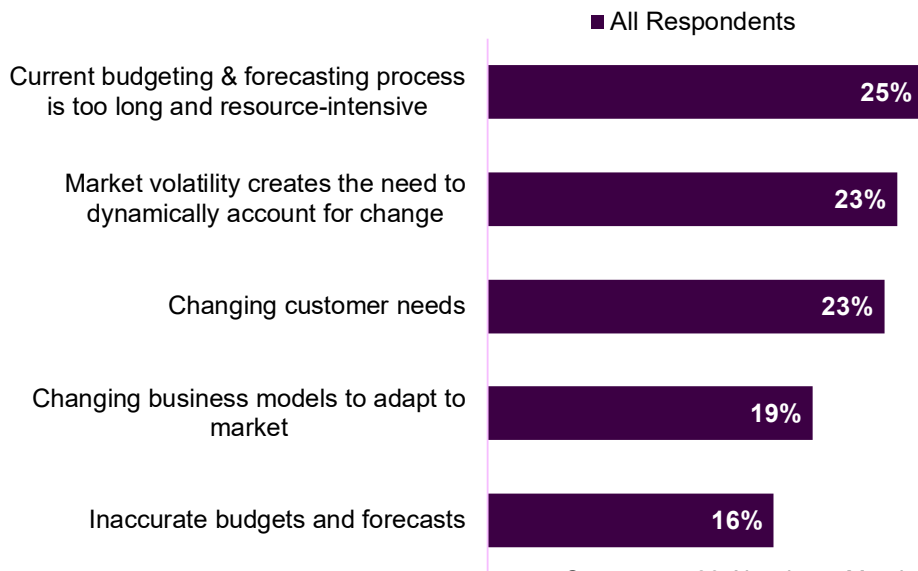 All Respondents
Current budgeting & forecasting process
is too long and resource-intensive
25%
Market volatility creates the need to
dynamically account for change
23%
Changing customer needs
23%
Changing business models to adapt to
market
19%
Inaccurate budgets and forecasts
16%